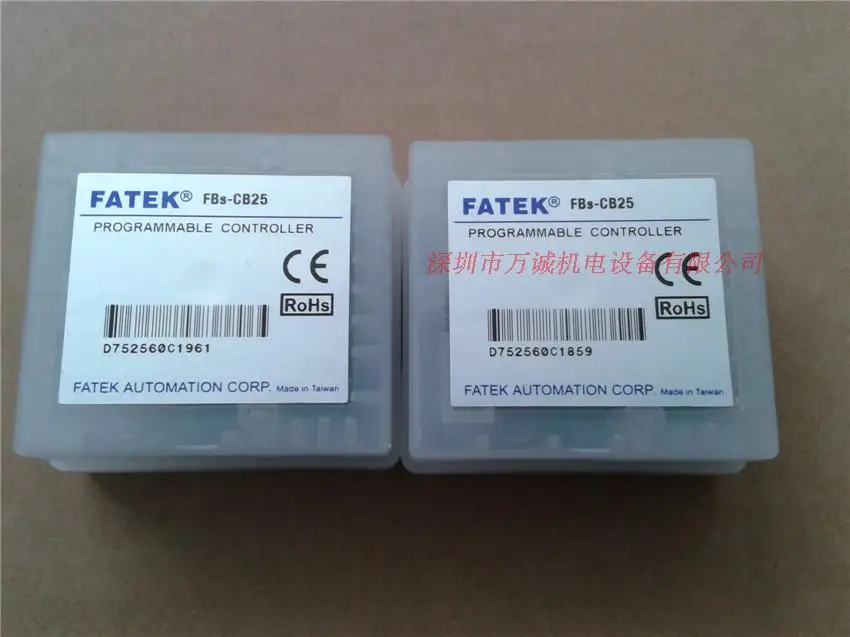 FATEK® FBs-CB25
PROGRAMMABLE CONTROLLER
CE
RoHs
D752560C1961
FATEK AUTOMATION CORP. Made in Taiwan
FATEK® FBs-CB25
PROGRAMMABLE CONTROLLER
深圳市万诚机电设备有限公司
CE
RoHs
D752560C1859
FATEK AUTOMATION CORP. Made in Taiwan